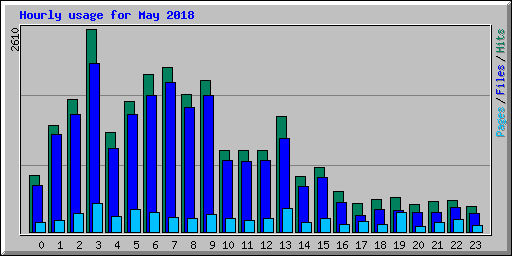 Hourly usage for May 2018
2610
Pages / Files / Hits
0 1 2 3 4 5 6 7 8 9 10 11 12 13 14 15 16 17 18 19 20 21 22 23